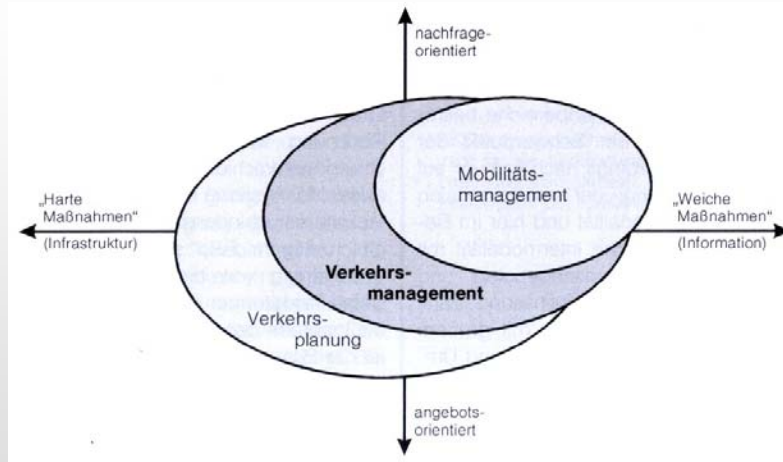 nachfrage-
orientiert
Mobilitäts-
management
„Harte
Maßnahmen“
(Infrastruktur)
„Weiche
Maßnahmen“
(Information)
Verkehrs-
management
Verkehrs-
planung
angebots-
orientiert